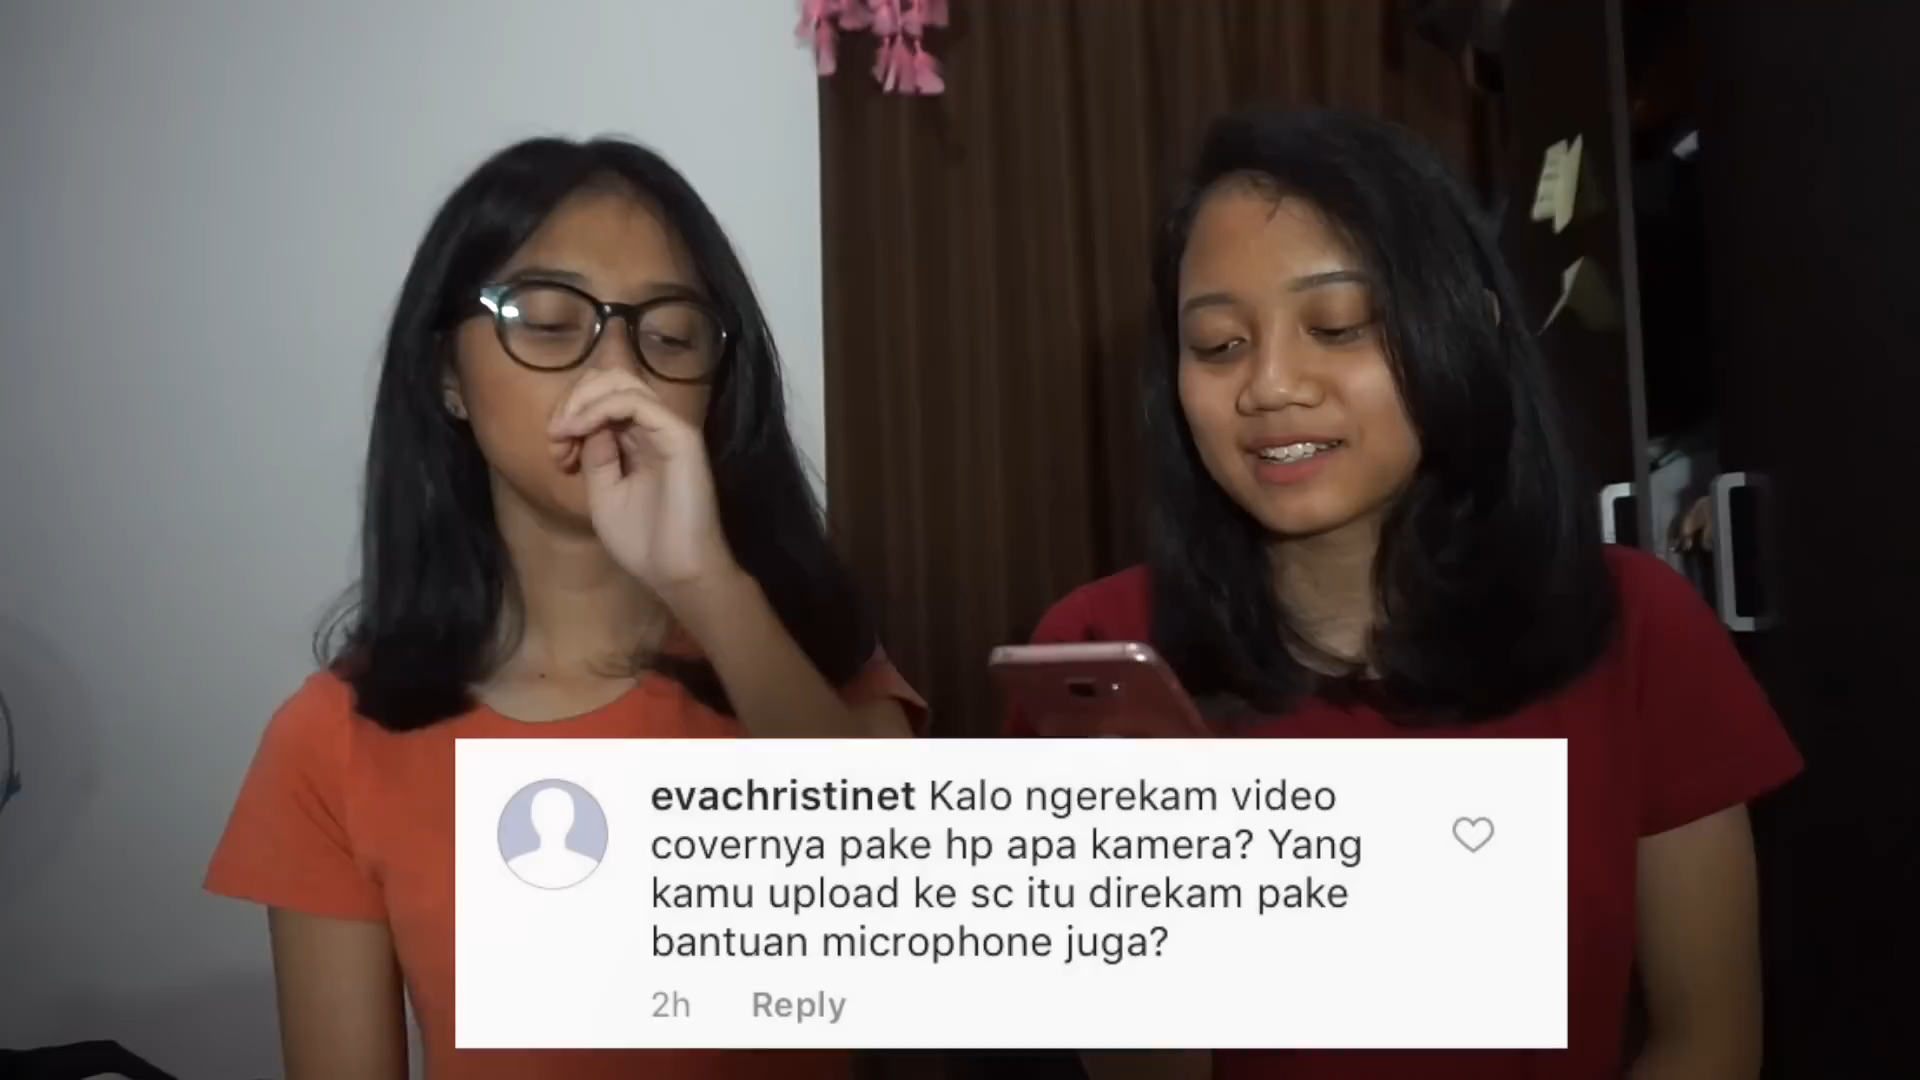 evachristinet Kalo ngerekam video
covernya pake hp apa kamera? Yang
kamu upload ke sc itu direkam pake
bantuan microphone juga?
2h Reply